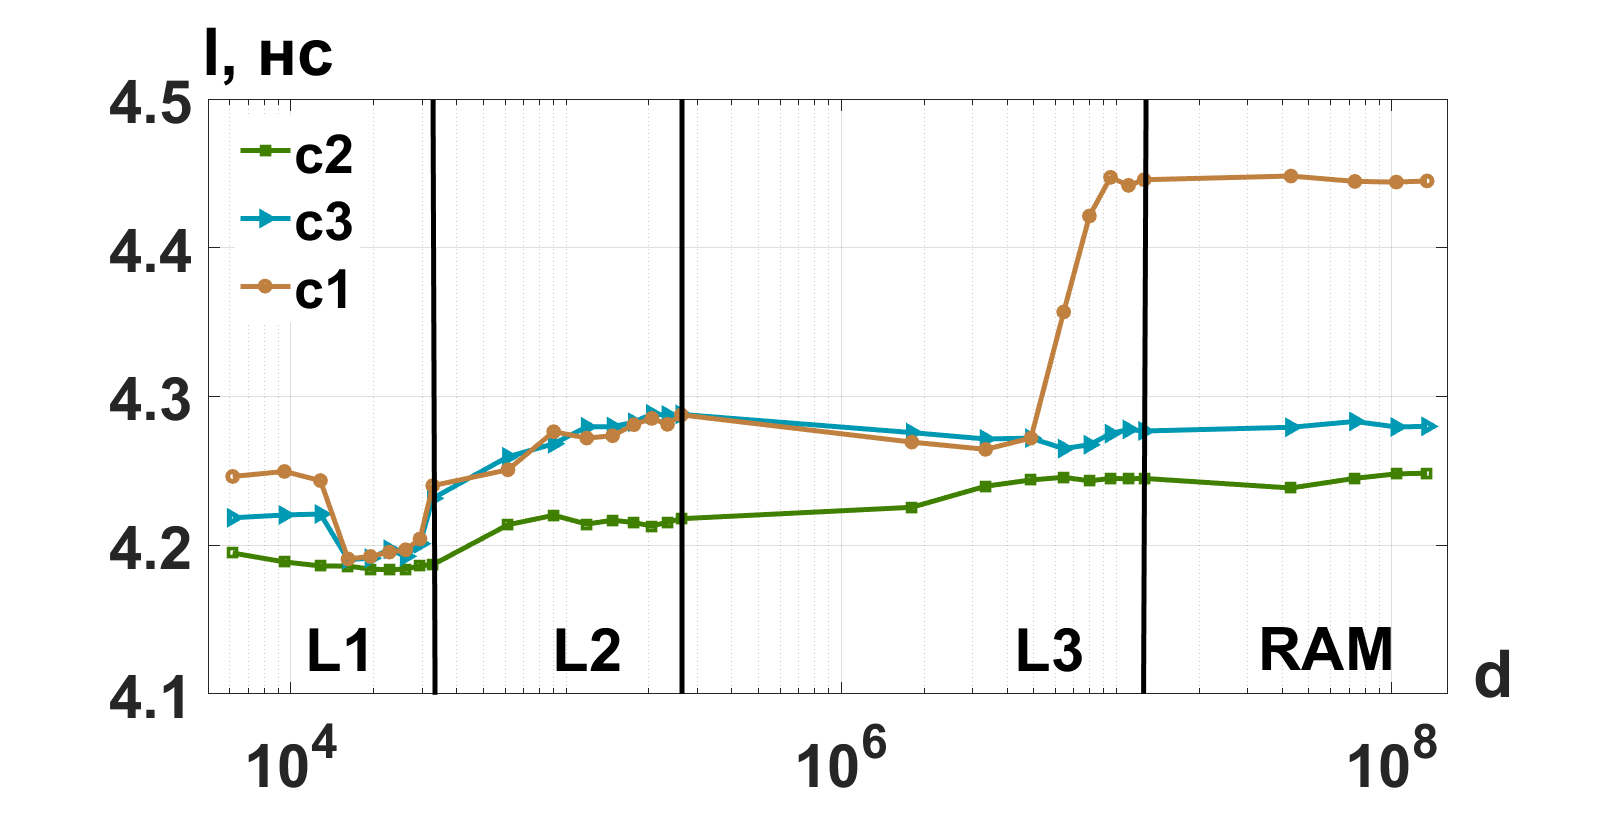 l, нс
4.5
c2
c3
c1
4.4
4.3
4.2
4.1
L1 L2 L3 RAM
d
10^4 10^6 10^8